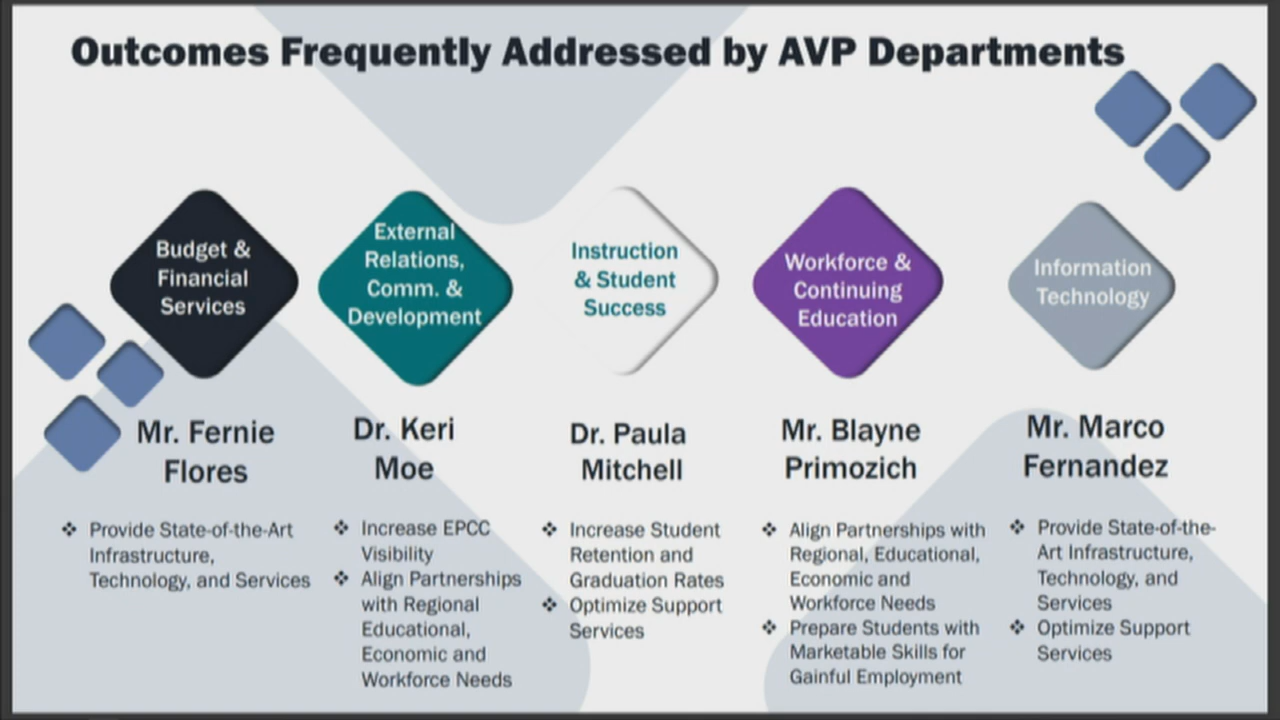 Outcomes Frequently Addressed by AVP Departments
Budget &
Financial
Services
External
Relations,
Comm. &
Development
Instruction
& Student
Success
Workforce &
Continuing
Education
Information
Technology
Mr. Fernie
Flores
Dr. Keri
Moe
Dr. Paula
Mitchell
Mr. Blayne
Primozich
Mr. Marco
Fernandez
❖ Provide State-of-the-Art
Infrastructure,
Technology, and Services
❖ Increase EPCC
Visibility
❖ Align Partnerships
with Regional
Educational,
Economic and
Workforce Needs
❖ Increase Student
Retention and
Graduation Rates
❖ Optimize Support
Services
❖ Align Partnerships with
Regional, Educational,
Economic and
Workforce Needs
❖ Prepare Students with
Marketable Skills for
Gainful Employment
❖ Provide State-of-the-
Art Infrastructure,
Technology, and
Services
❖ Optimize Support
Services